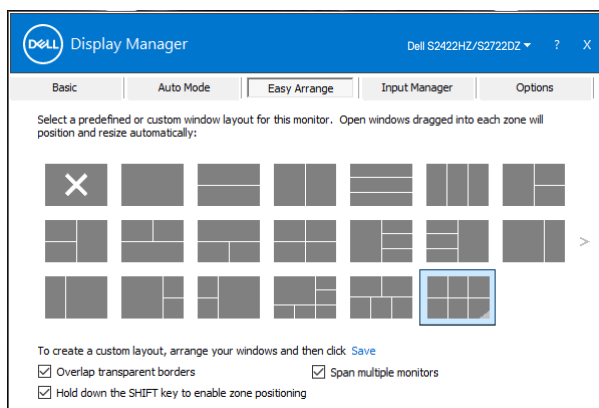 DELL Display Manager Dell S2422HZ/S2722DZ ? X
Basic Auto Mode Easy Arrange Input Manager Options
Select a predefined or custom window layout for this monitor. Open windows dragged into each zone will
position and resize automatically:
>
To create a custom layout, arrange your windows and then click Save
Overlap transparent borders Span multiple monitors
Hold down the SHIFT key to enable zone positioning